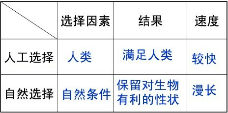 选择因素 结果 速度
人工选择 人类 满足人类 较快
自然选择 自然条件 保留对生物 漫长
有利的性状